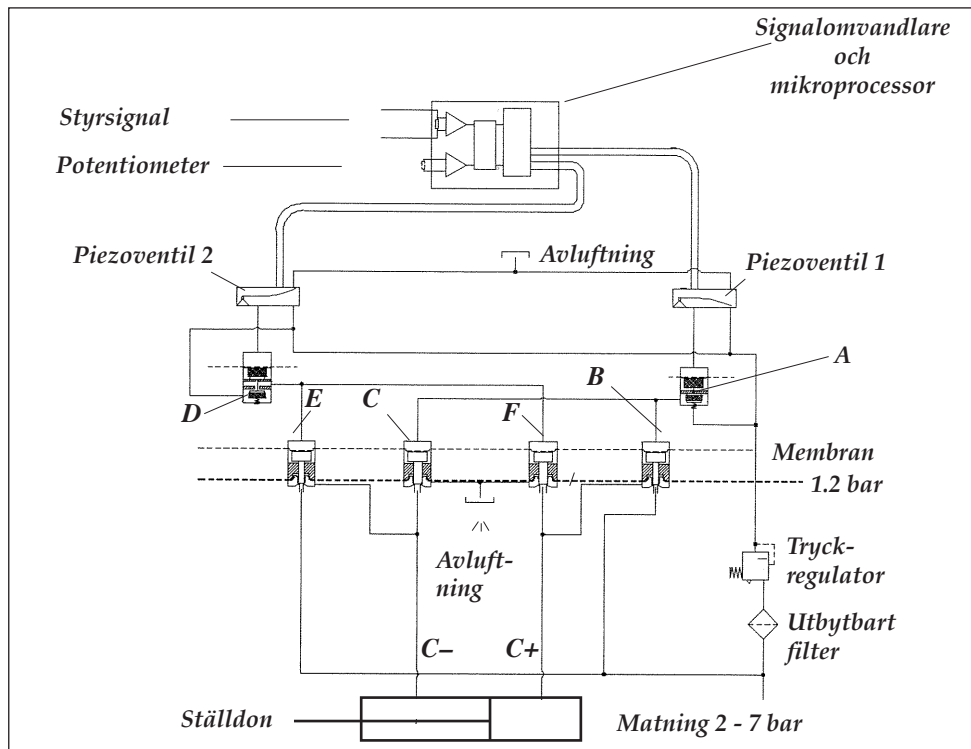 Signalomvandlare
och
mikroprocessor
Styrsignal
Potentiometer
Piezoventil 2
Avluftning
Piezoventil 1
A
B
D
E
C
F
Membran
1.2 bar
Avluft-
ning
Tryck-
regulator
Utbytbart
filter
C–
C+
Ställdon
Matning 2 - 7 bar